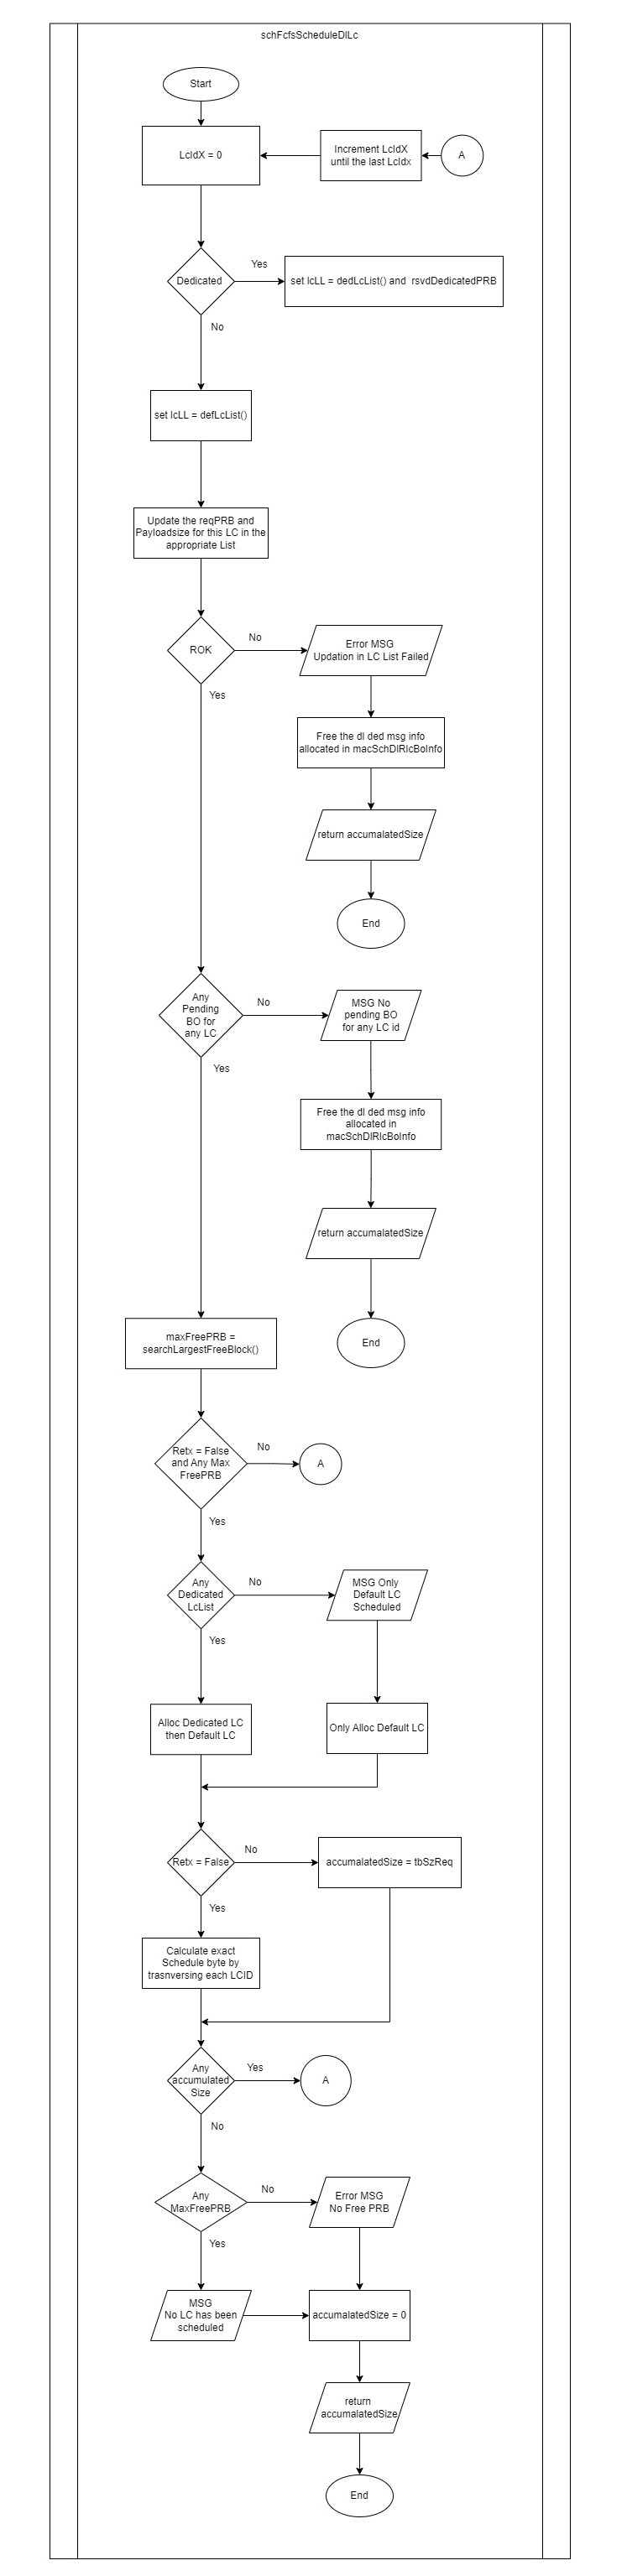 schFcfsScheduleDlLc
Start
LcIdX = 0
Increment LcIdX
until the last LcIdx
A
Dedicated
Yes
set lcLL = dedLcList() and  rsvdDedicatedPRB
No
set lcLL = defLcList()
Update the reqPRB and
Payloadsize for this LC in the
appropriate List
ROK
No
Error MSG
Updation in LC List Failed
Yes
Free the dl ded msg info
allocated in macSchDlRlcBoInfo
return accumalatedSize
End
Any
Pending
BO for
any LC
No
MSG No
pending BO
for any LC id
Yes
Free the dl ded msg info
allocated in
macSchDlRlcBoInfo
return accumalatedSize
End
maxFreePRB =
searchLargestFreeBlock()
Retx = False
and Any Max
FreePRB
No
A
Yes
Any
Dedicated
LcList
No
MSG Only
Default LC
Scheduled
Yes
Alloc Dedicated LC
then Default LC
Only Alloc Default LC
Retx = False
No
accumalatedSize = tbSzReq
Yes
Calculate exact
Schedule byte by
trasnversing each LCID
Any
accumulated
Size
Yes
A
No
Any
MaxFreePRB
No
Error MSG
No Free PRB
Yes
MSG
No LC has been
scheduled
accumalatedSize = 0
return
accumalatedSize
End